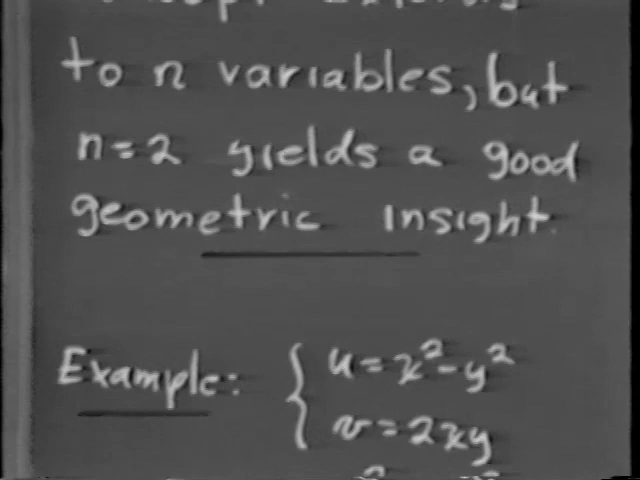 to n variables, but
n=2 yields a good
geometric insight.
Example: { u = x² - y²
v = 2xy